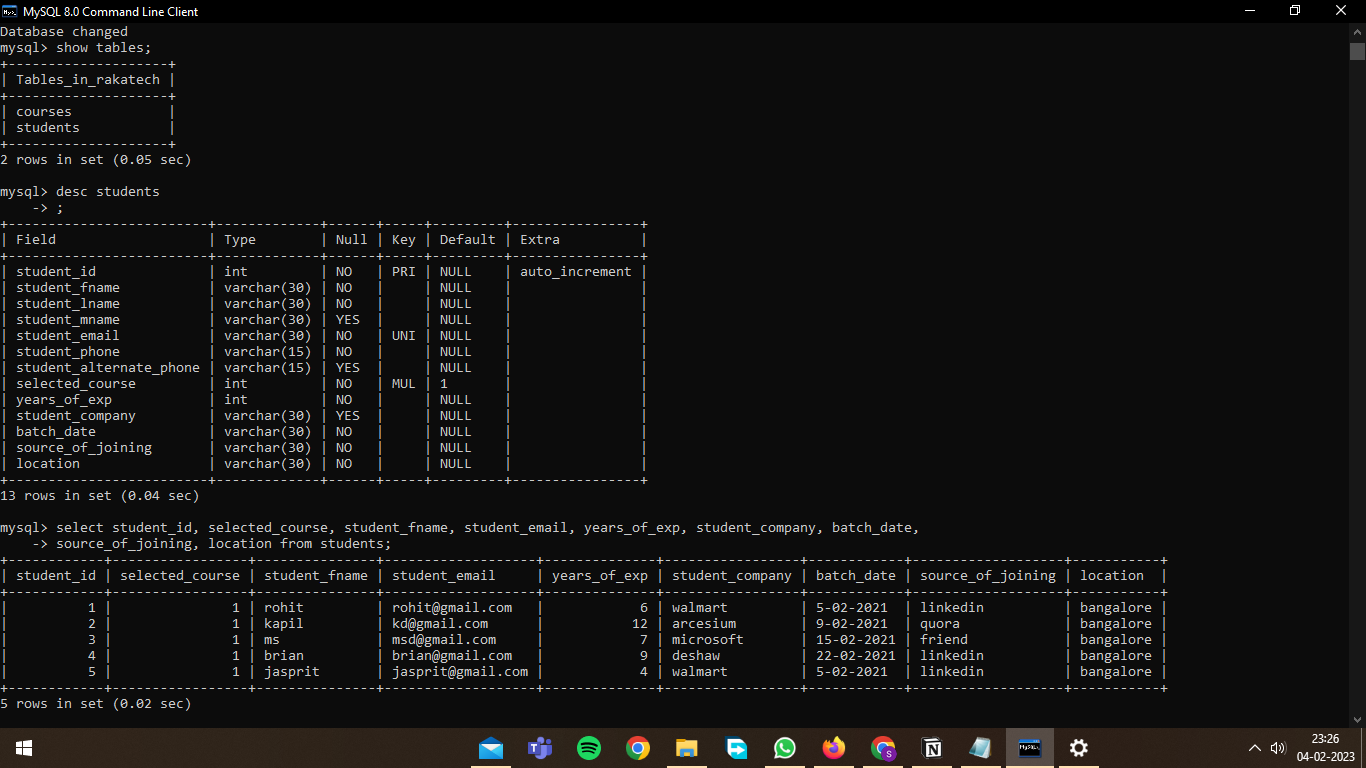 MySQL 8.0 Command Line Client
Database changed
mysql> show tables;
+--------------------+
| Tables_in_rakatech |
+--------------------+
| courses            |
| students           |
+--------------------+
2 rows in set (0.05 sec)

mysql> desc students
    -> ;
+-------------------------+-------------+------+-----+---------+----------------+
| Field                   | Type        | Null | Key | Default | Extra          |
+-------------------------+-------------+------+-----+---------+----------------+
| student_id              | int         | NO   | PRI | NULL    | auto_increment |
| student_fname           | varchar(30) | NO   |     | NULL    |                |
| student_lname           | varchar(30) | NO   |     | NULL    |                |
| student_mname           | varchar(30) | YES  |     | NULL    |                |
| student_email           | varchar(30) | NO   | UNI | NULL    |                |
| student_phone           | varchar(15) | NO   |     | NULL    |                |
| student_alternate_phone | varchar(15) | YES  |     | NULL    |                |
| selected_course         | int         | NO   | MUL | 1       |                |
| years_of_exp            | int         | NO   |     | NULL    |                |
| student_company         | varchar(30) | YES  |     | NULL    |                |
| batch_date              | varchar(30) | NO   |     | NULL    |                |
| source_of_joining       | varchar(30) | NO   |     | NULL    |                |
| location                | varchar(30) | NO   |     | NULL    |                |
+-------------------------+-------------+------+-----+---------+----------------+
13 rows in set (0.04 sec)

mysql> select student_id, selected_course, student_fname, student_email, years_of_exp, student_company, batch_date,
    -> source_of_joining, location from students;
+------------+-----------------+---------------+-------------------+--------------+-----------------+------------+-------------------+-----------+
| student_id | selected_course | student_fname | student_email     | years_of_exp | student_company | batch_date | source_of_joining | location  |
+------------+-----------------+---------------+-------------------+--------------+-----------------+------------+-------------------+-----------+
|          1 |               1 | rohit         | rohit@gmail.com   |            6 | walmart         | 5-02-2021  | linkedin          | bangalore |
|          2 |               1 | kapil         | kd@gmail.com      |           12 | arcesium        | 9-02-2021  | quora             | bangalore |
|          3 |               1 | ms            | msd@gmail.com     |            7 | microsoft       | 15-02-2021 | friend            | bangalore |
|          4 |               1 | brian         | brian@gmail.com   |            9 | deshaw          | 22-02-2021 | linkedin          | bangalore |
|          5 |               1 | jasprit       | jasprit@gmail.com |            4 | walmart         | 5-02-2021  | linkedin          | bangalore |
+------------+-----------------+---------------+-------------------+--------------+-----------------+------------+-------------------+-----------+
5 rows in set (0.02 sec)
23:26
04-02-2023